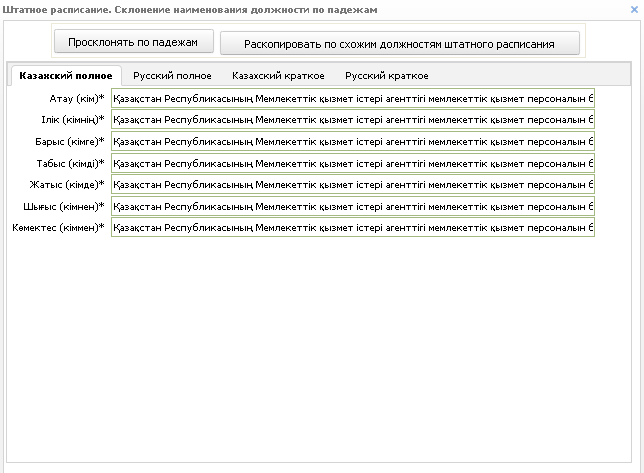 Штатное расписание. Склонение наименования должности по падежам
Просклонять по падежам
Раскопировать по схожим должностям штатного расписания
Казахский полное Русский полное Казахский краткое Русский краткое
Атау (кім)* Қазақстан Республикасының Мемлекеттік қызмет істері агенттігі мемлекеттік қызмет персоналын б
Ілік (кімнің)* Қазақстан Республикасының Мемлекеттік қызмет істері агенттігі мемлекеттік қызмет персоналын б
Барыс (кімге)* Қазақстан Республикасының Мемлекеттік қызмет істері агенттігі мемлекеттік қызмет персоналын б
Табыс (кімді)* Қазақстан Республикасының Мемлекеттік қызмет істері агенттігі мемлекеттік қызмет персоналын б
Жатыс (кімде)* Қазақстан Республикасының Мемлекеттік қызмет істері агенттігі мемлекеттік қызмет персоналын б
Шығыс (кімнен)* Қазақстан Республикасының Мемлекеттік қызмет істері агенттігі мемлекеттік қызмет персоналын б
Көмектес (кіммен)* Қазақстан Республикасының Мемлекеттік қызмет істері агенттігі мемлекеттік қызмет персоналын б